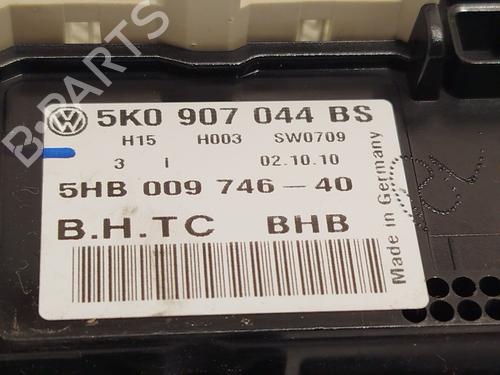 5K0 907 044 BS
H15 H003 SW0709
3 I 02.10.10
5HB 009 746-40
B.H.TC BHB
Made in Germany
B-PARTS